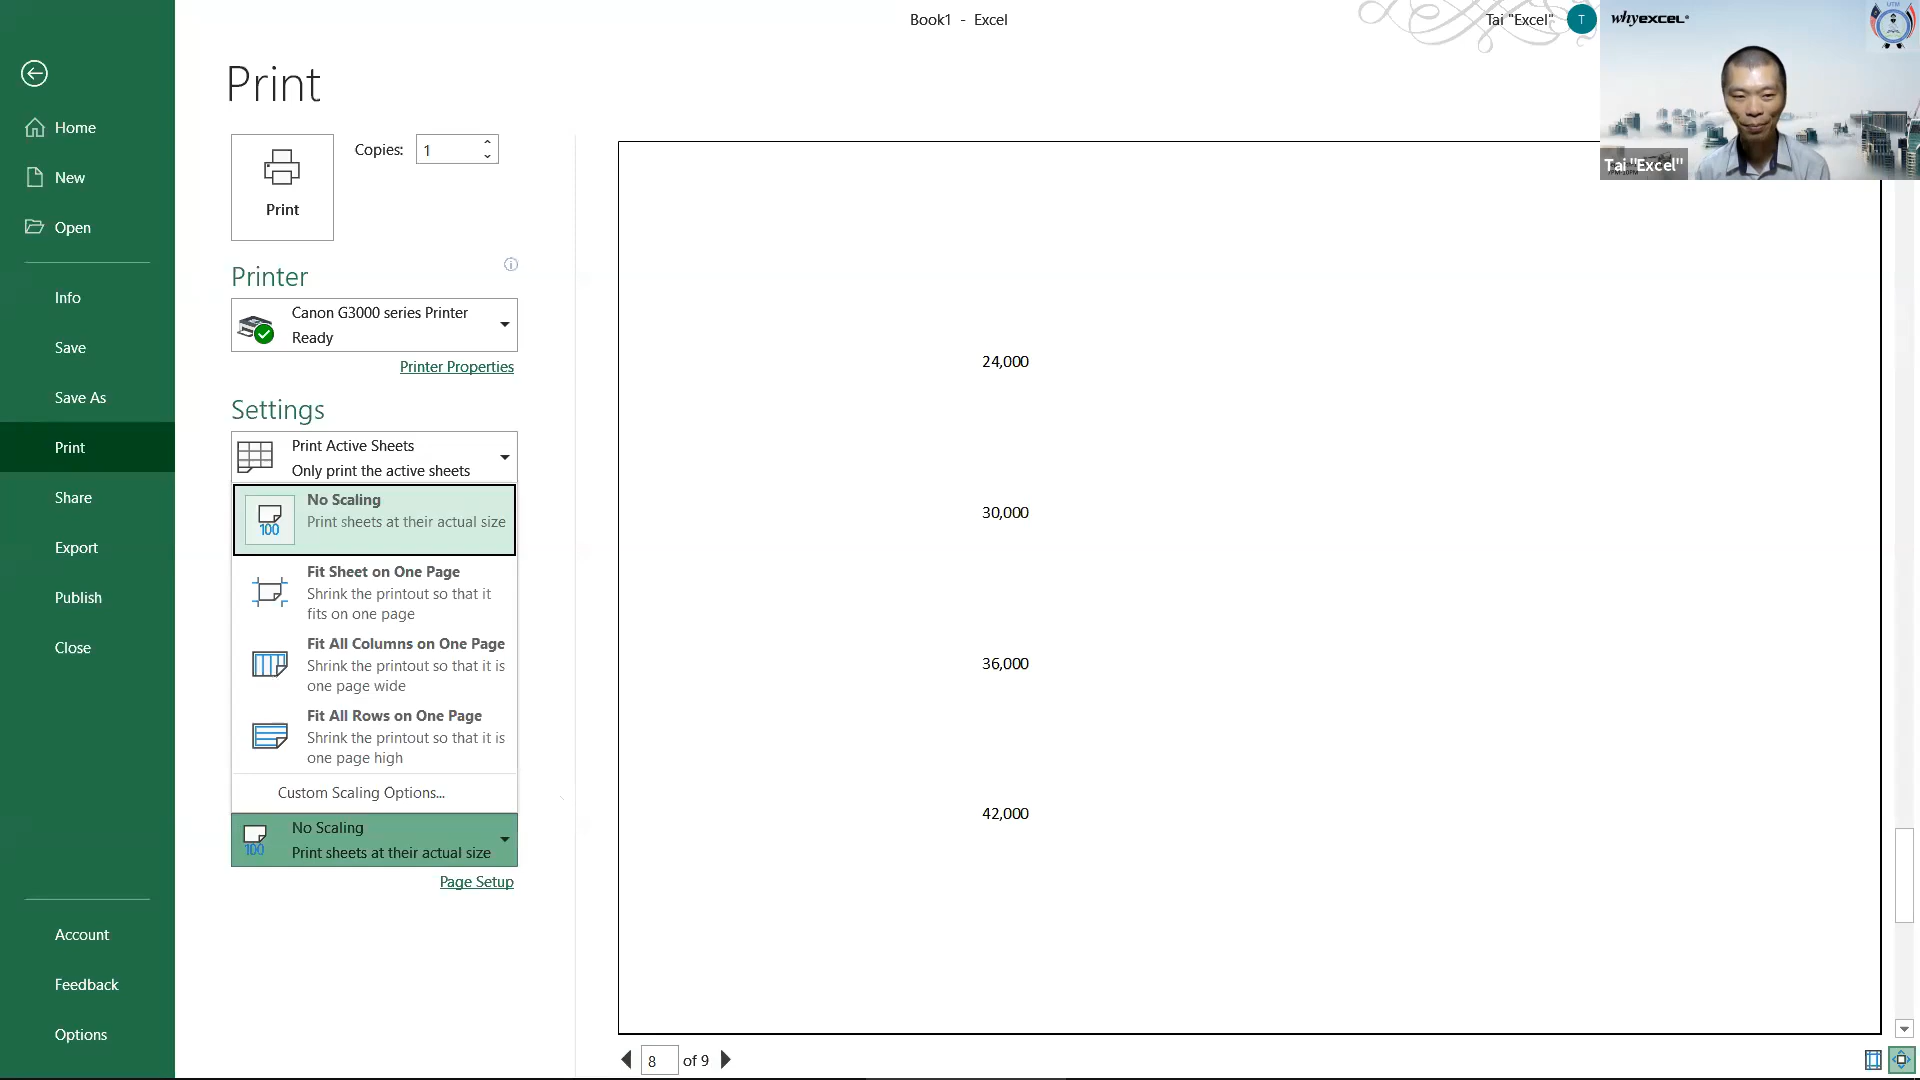 Book1 - Excel
Tai "Excel"
T
whyEXCEL®
UTM
Tai "Excel"
Print
Home
New
Open
Info
Save
Save As
Print
Share
Export
Publish
Close
Account
Feedback
Options
Print
Copies:
1
Printer
Canon G3000 series Printer
Ready
Printer Properties
Settings
Print Active Sheets
Only print the active sheets
100
No Scaling
Print sheets at their actual size
Fit Sheet on One Page
Shrink the printout so that it
fits on one page
Fit All Columns on One Page
Shrink the printout so that it is
one page wide
Fit All Rows on One Page
Shrink the printout so that it is
one page high
Custom Scaling Options...
100
No Scaling
Print sheets at their actual size
Page Setup
24,000
30,000
36,000
42,000
8 of 9